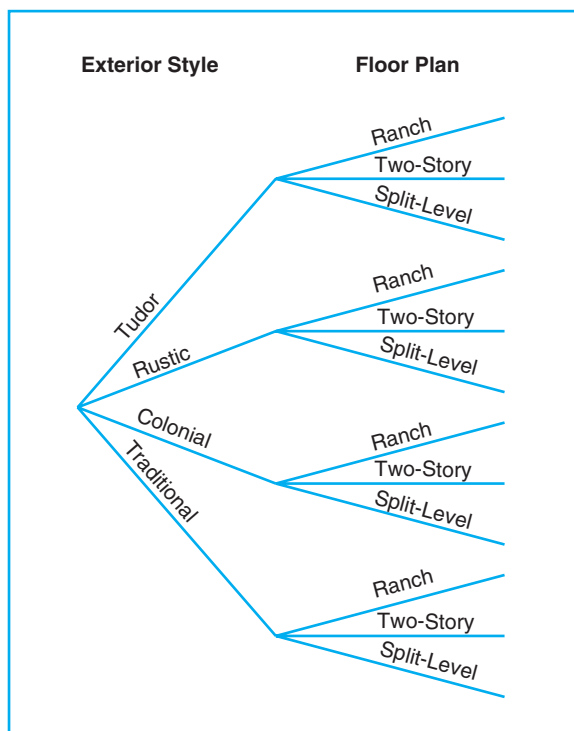 Exterior Style
Floor Plan
Tudor
Ranch
Two-Story
Split-Level
Rustic
Ranch
Two-Story
Split-Level
Colonial
Ranch
Two-Story
Split-Level
Traditional
Ranch
Two-Story
Split-Level